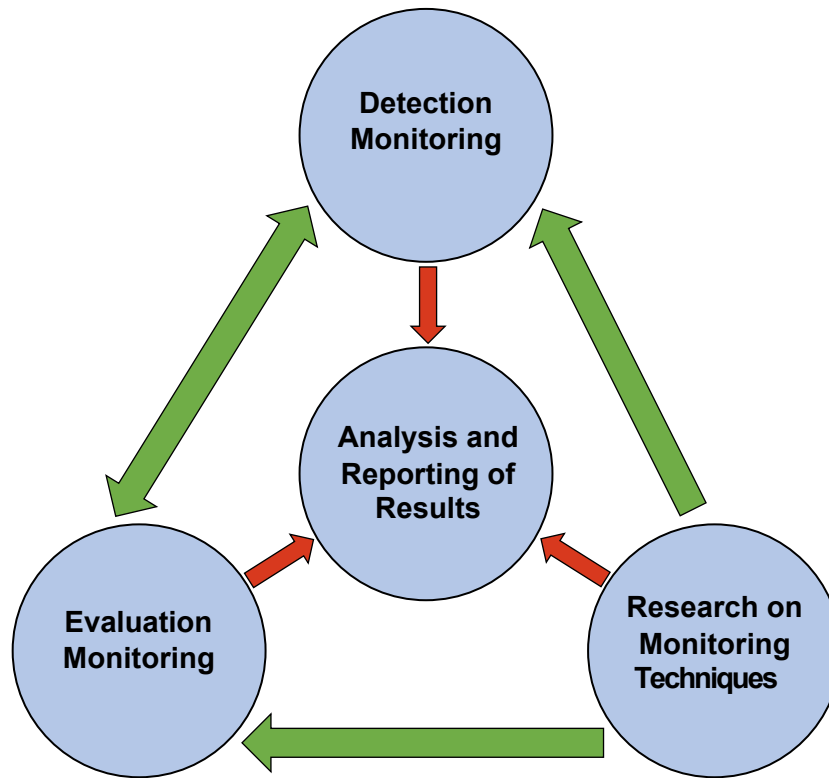 Detection
Monitoring
Analysis and
Reporting of
Results
Evaluation
Monitoring
Research on
Monitoring
Techniques